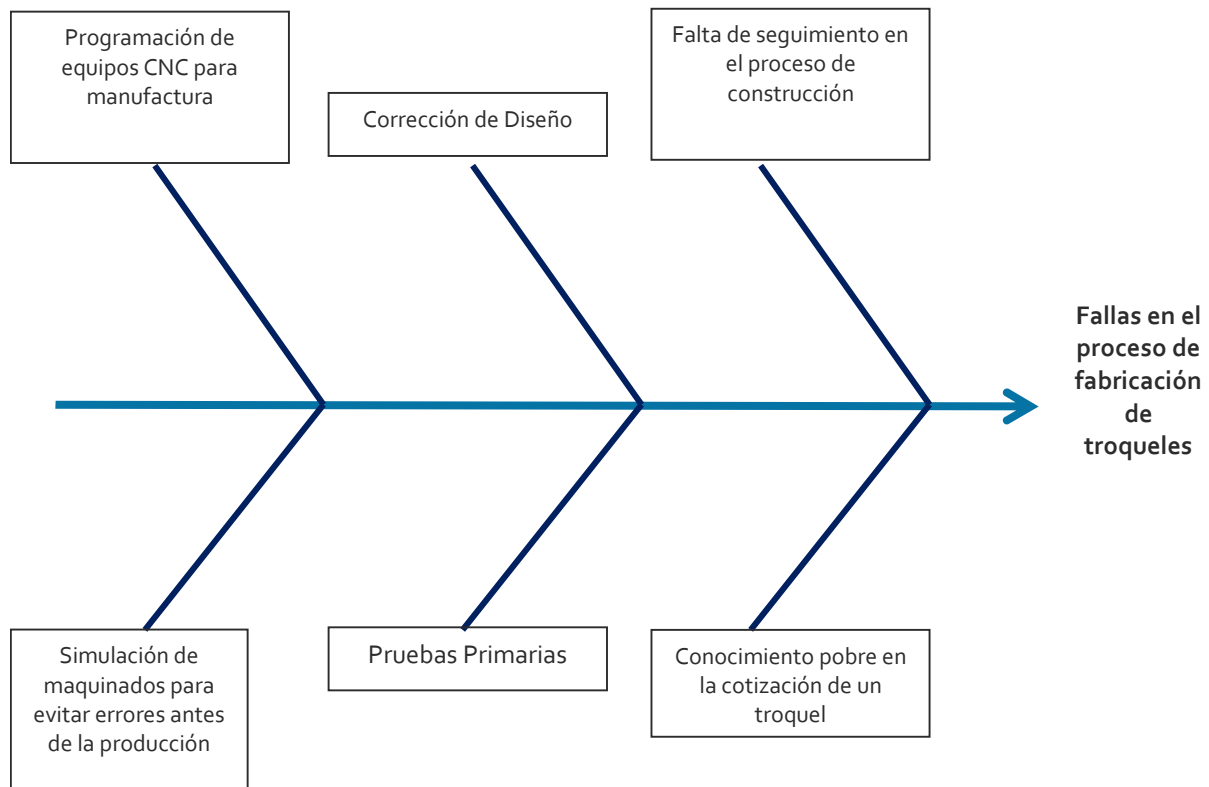 Programación de
equipos CNC para
manufactura
Corrección de Diseño
Falta de seguimiento en
el proceso de
construcción
Fallas en el
proceso de
fabricación
de
troqueles
Simulación de
maquinados para
evitar errores antes
de la producción
Pruebas Primarias
Conocimiento pobre en
la cotización de un
troquel